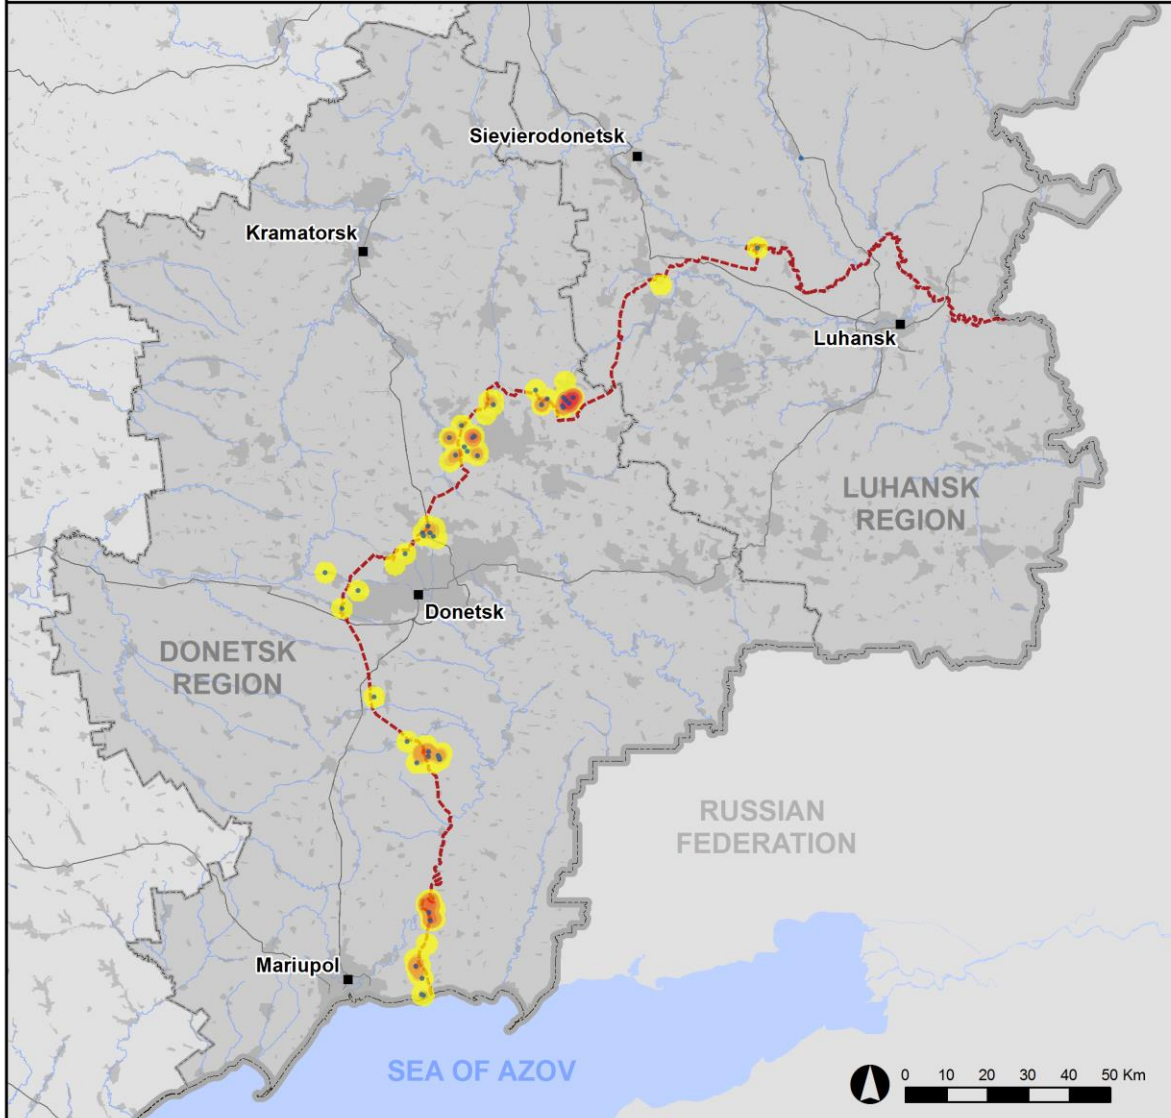 Sievierodonetsk
Kramatorsk
Luhansk
LUHANSK
REGION
Donetsk
DONETSK
REGION
RUSSIAN
FEDERATION
Mariupol
SEA OF AZOV
0 10 20 30 40 50 Km